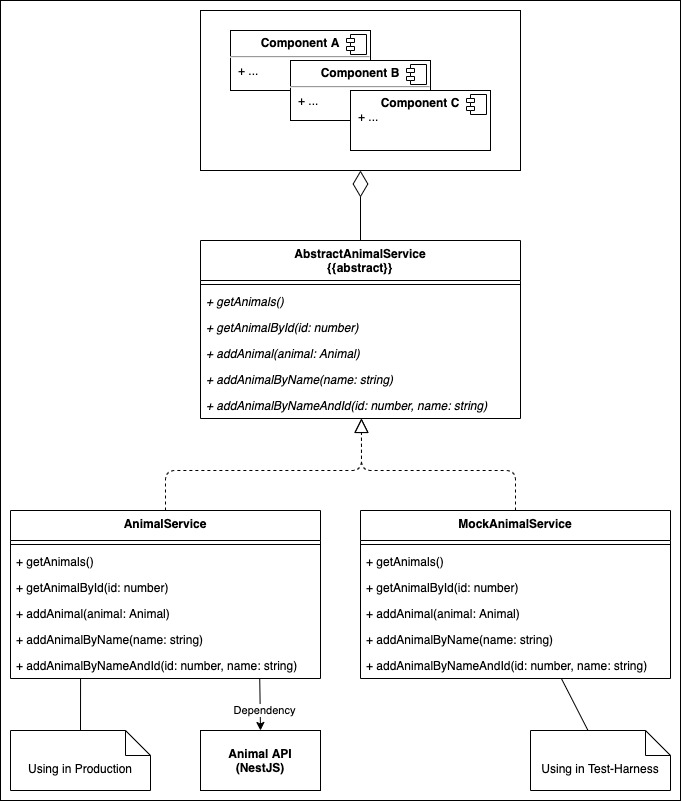 Component A
+ ...
Component B
+ ...
Component C
+ ...
AbstractAnimalService
{{abstract}}
+ getAnimals()
+ getAnimalById(id: number)
+ addAnimal(animal: Animal)
+ addAnimalByName(name: string)
+ addAnimalByNameAndId(id: number, name: string)
AnimalService
+ getAnimals()
+ getAnimalById(id: number)
+ addAnimal(animal: Animal)
+ addAnimalByName(name: string)
+ addAnimalByNameAndId(id: number, name: string)
MockAnimalService
+ getAnimals()
+ getAnimalById(id: number)
+ addAnimal(animal: Animal)
+ addAnimalByName(name: string)
+ addAnimalByNameAndId(id: number, name: string)
Dependency
Using in Production
Animal API
(NestJS)
Using in Test-Harness